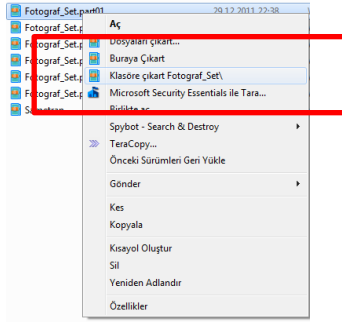 Fotograf_Set.part01 29.12.2011 22:38
Fotograf_Set.p
Aç
Fotograf_Set.p
Dosyaları çıkart...
Fotograf_Set.p
Buraya Çıkart
Fotograf_Set.p
Klasöre çıkart Fotograf_Set\
Fotograf_Set.p
Microsoft Security Essentials ile Tara...
Birlikte aç
Spybot - Search & Destroy
TeraCopy...
Önceki Sürümleri Geri Yükle
Gönder
Kes
Kopyala
Kısayol Oluştur
Sil
Yeniden Adlandır
Özellikler